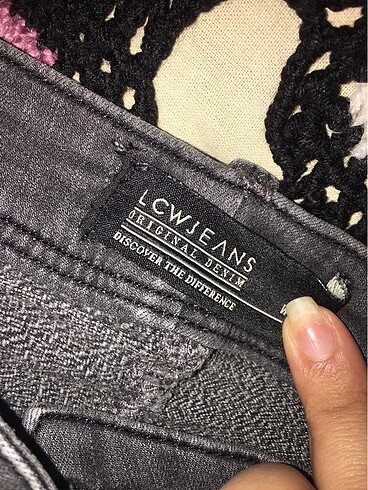 LCWJEANS
ORIGINAL DENIM
DISCOVER THE DIFFERENCE